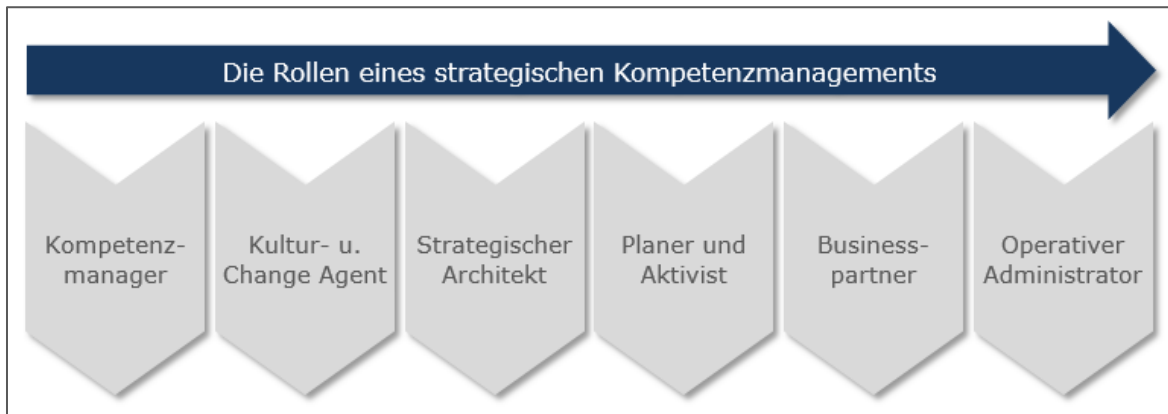 Die Rollen eines strategischen Kompetenzmanagements
Kompetenz-
manager
Kultur- u.
Change Agent
Strategischer
Architekt
Planer und
Aktivist
Business-
partner
Operativer
Administrator